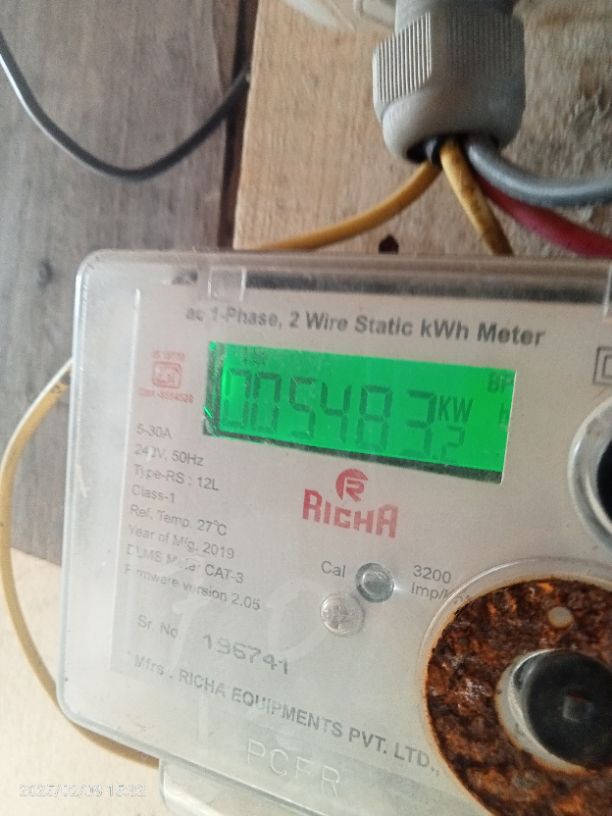 ac 1-Phase, 2 Wire Static kWh Meter
005483.2 KW
5-30A
240V, 50Hz
Type-RS : 12L
Class-1
Ref. Temp. 27°C
Year of Mfg. 2019
DLMS Meter CAT-3
Firmware version 2.05
RICHA
Cal
3200
Sr. No. 196741
Mfrs. RICHA EQUIPMENTS PVT. LTD.,